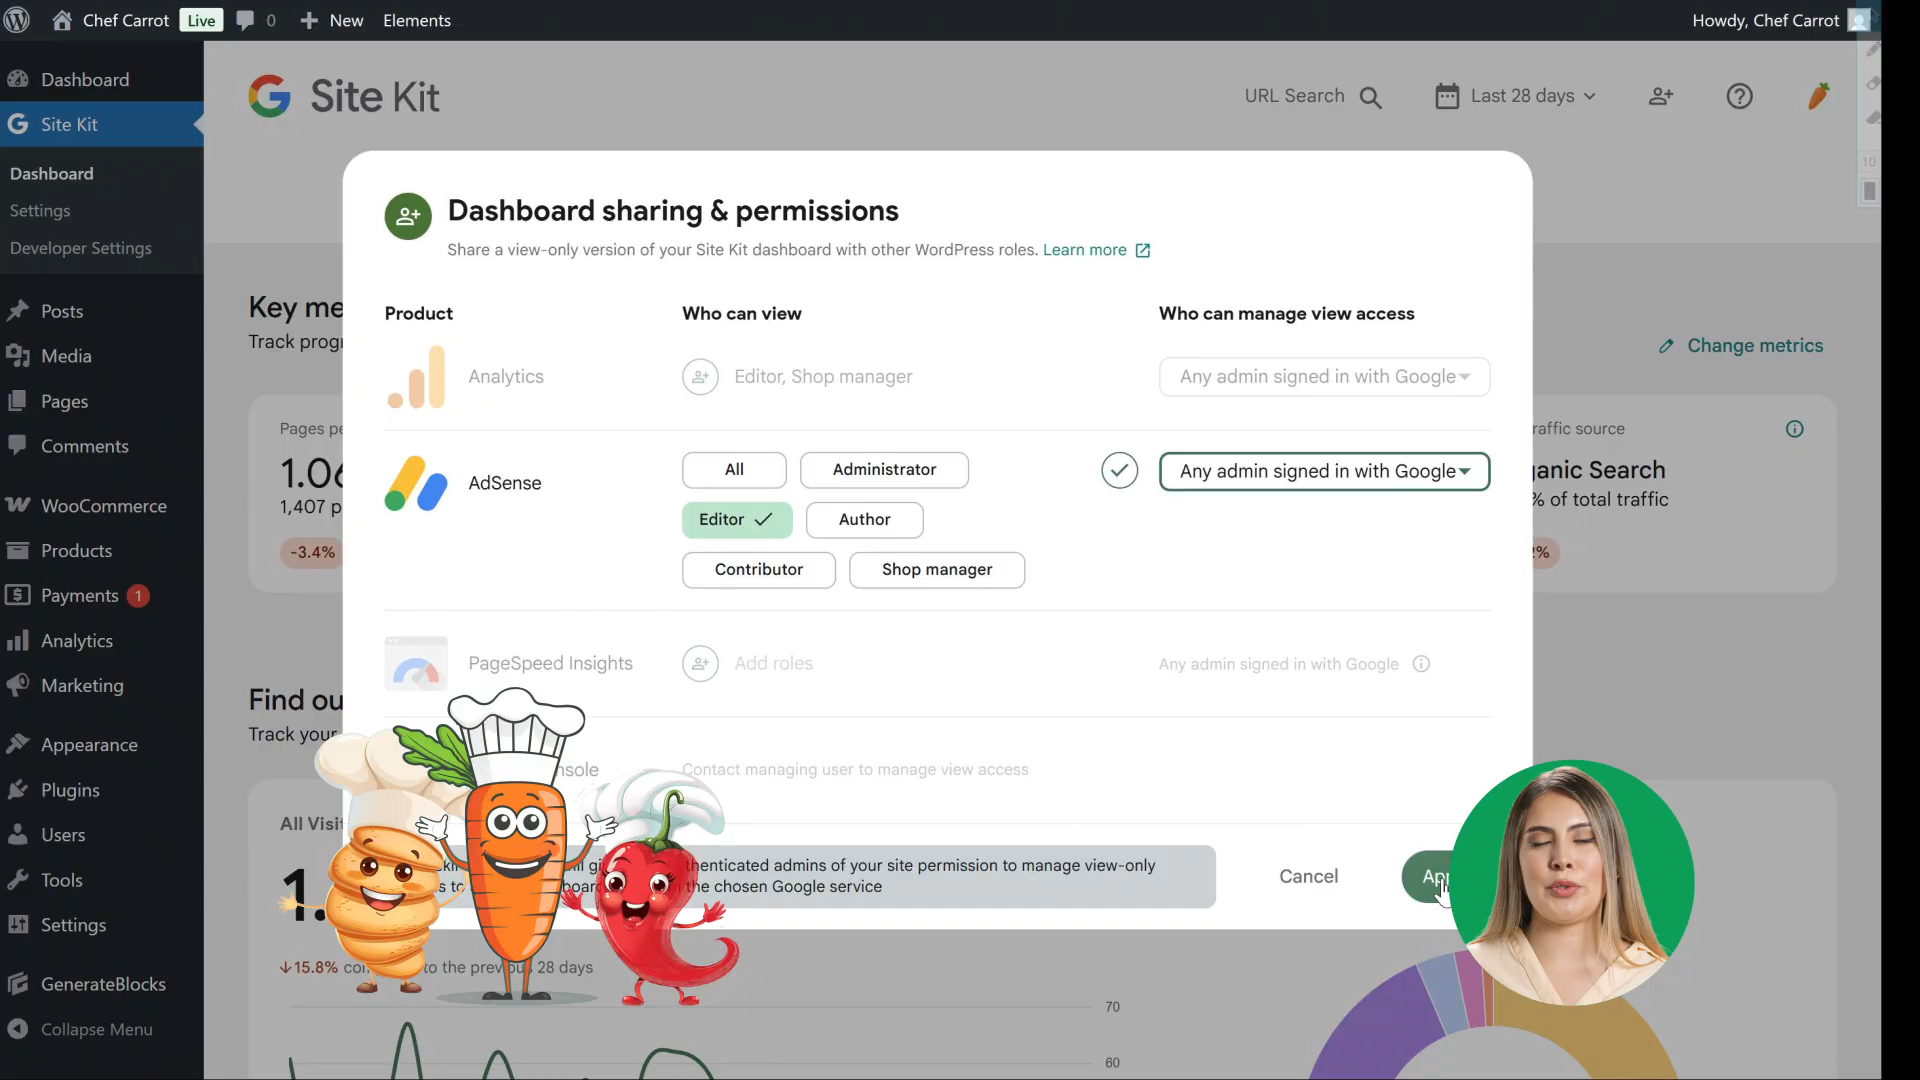 Chef Carrot Live 0 New Elements
Howdy, Chef Carrot
Dashboard
Site Kit
Dashboard
Settings
Developer Settings
Posts
Media
Pages
Comments
WooCommerce
Products
Payments 1
Analytics
Marketing
Appearance
Plugins
Users
Tools
Settings
GenerateBlocks
Collapse Menu
Site Kit
URL Search
Last 28 days
10
Key me
Track prog
Change metrics
Pages pe
1.06
1,407 p
-3.4%
raffic source
ganic Search
% of total traffic
2%
Find ou
Track your
All Visit
1.
15.8% co to the previous 28 days
70
60
Dashboard sharing & permissions
Share a view-only version of your Site Kit dashboard with other WordPress roles. Learn more
Product Who can view Who can manage view access
Analytics Editor, Shop manager Any admin signed in with Google
AdSense
All Administrator
Any admin signed in with Google
Editor Author
Contributor Shop manager
PageSpeed Insights Add roles Any admin signed in with Google
nsole Contact managing user to manage view access
thenticated admins of your site permission to manage view-only
the chosen Google service
Cancel
App